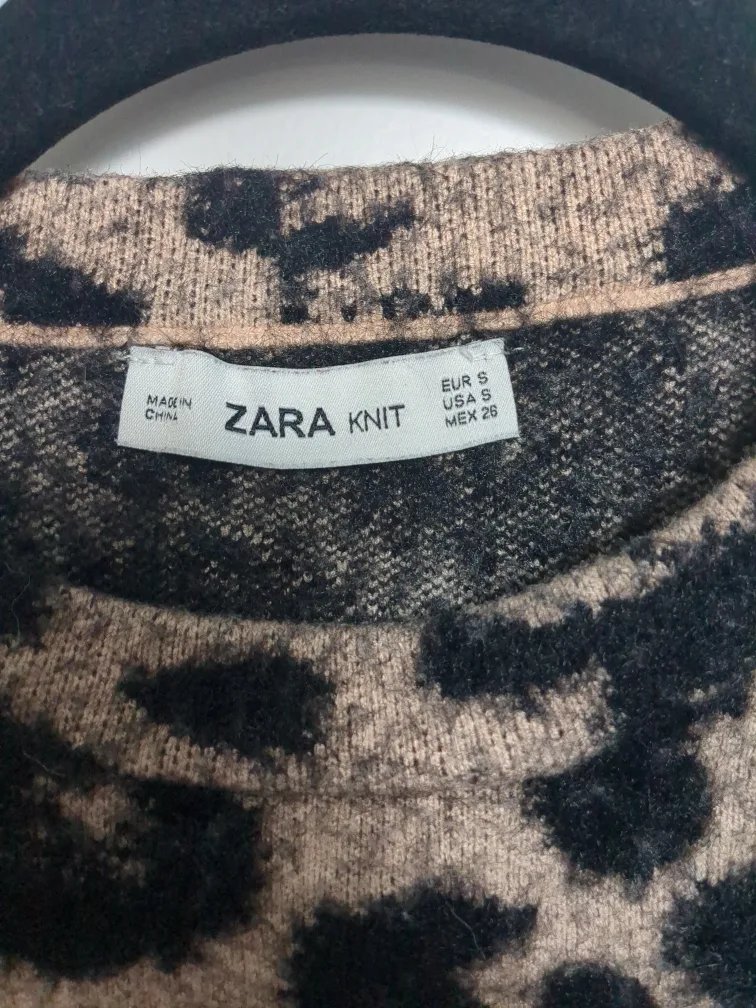 MADE IN
CHINA
ZARA KNIT
EUR S
USA S
MEX 26